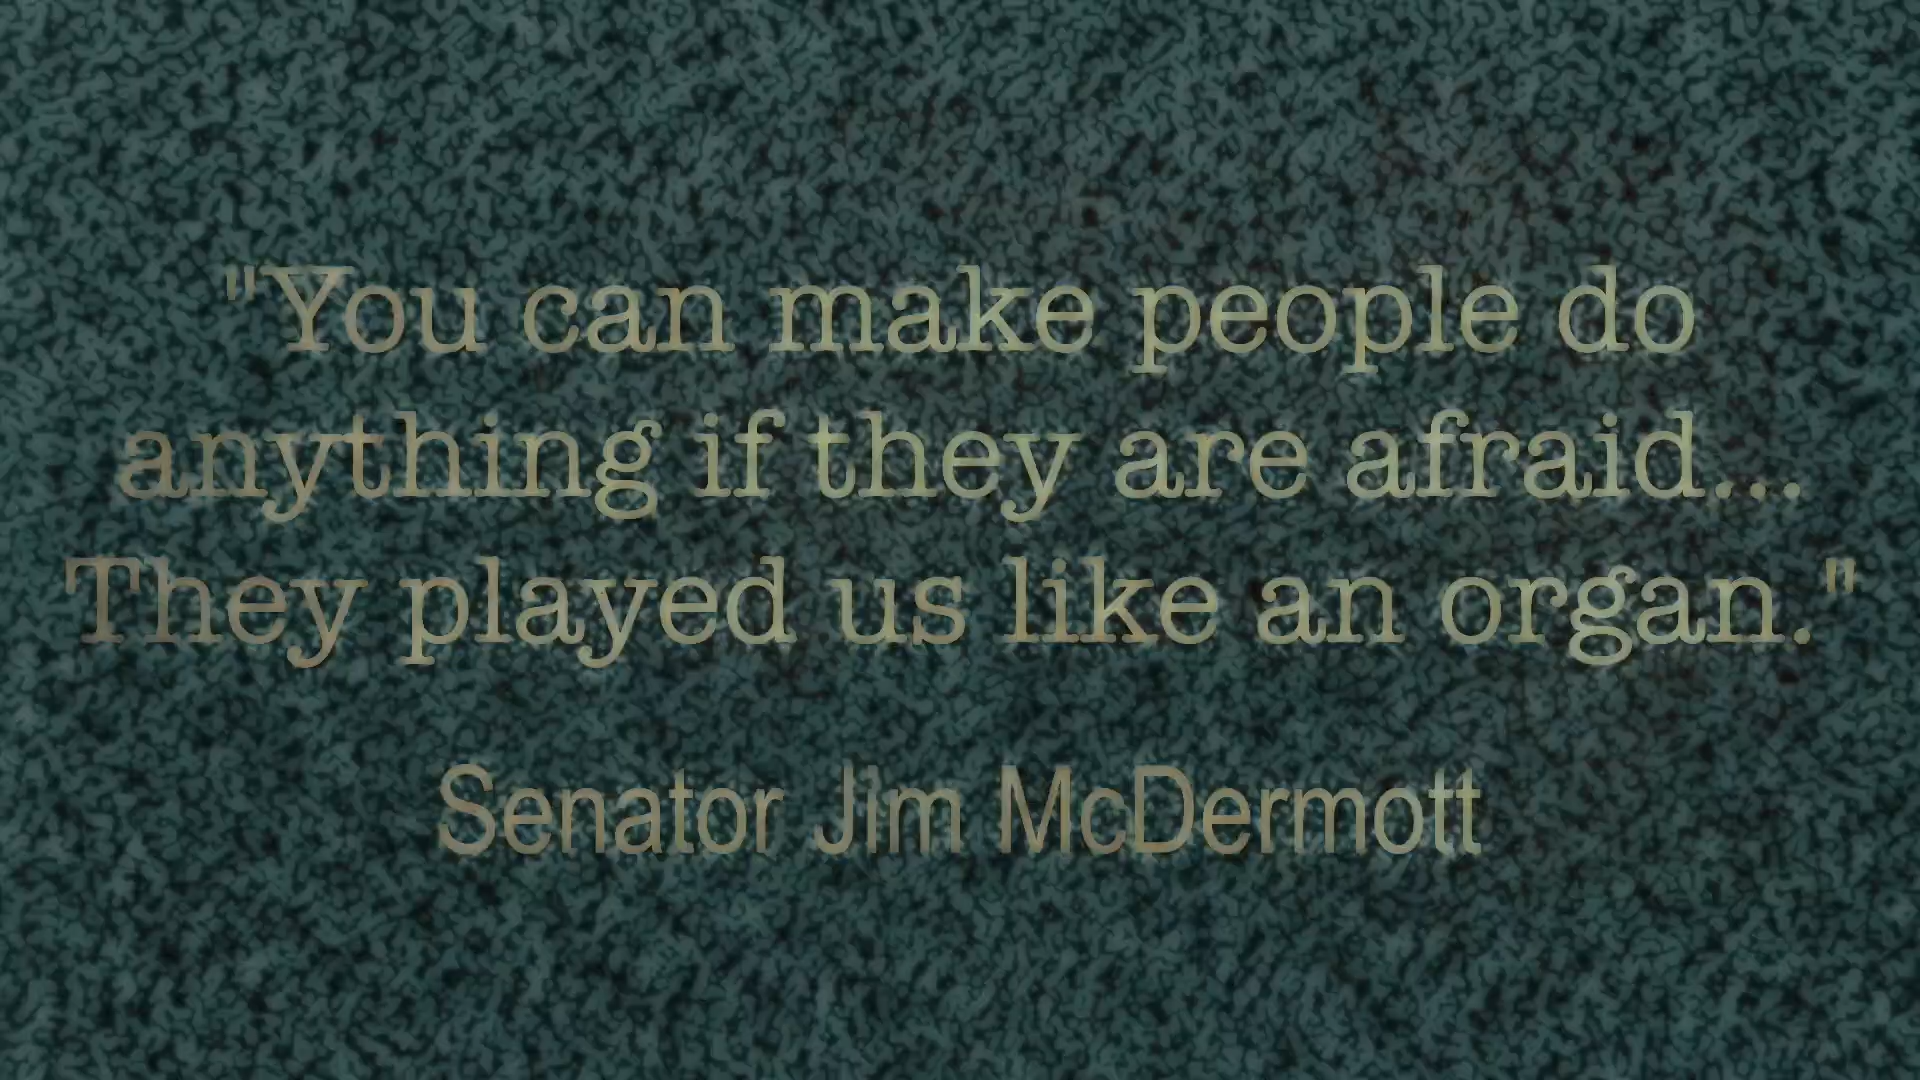 "You can make people do
anything if they are afraid...
They played us like an organ."
Senator Jim McDermott